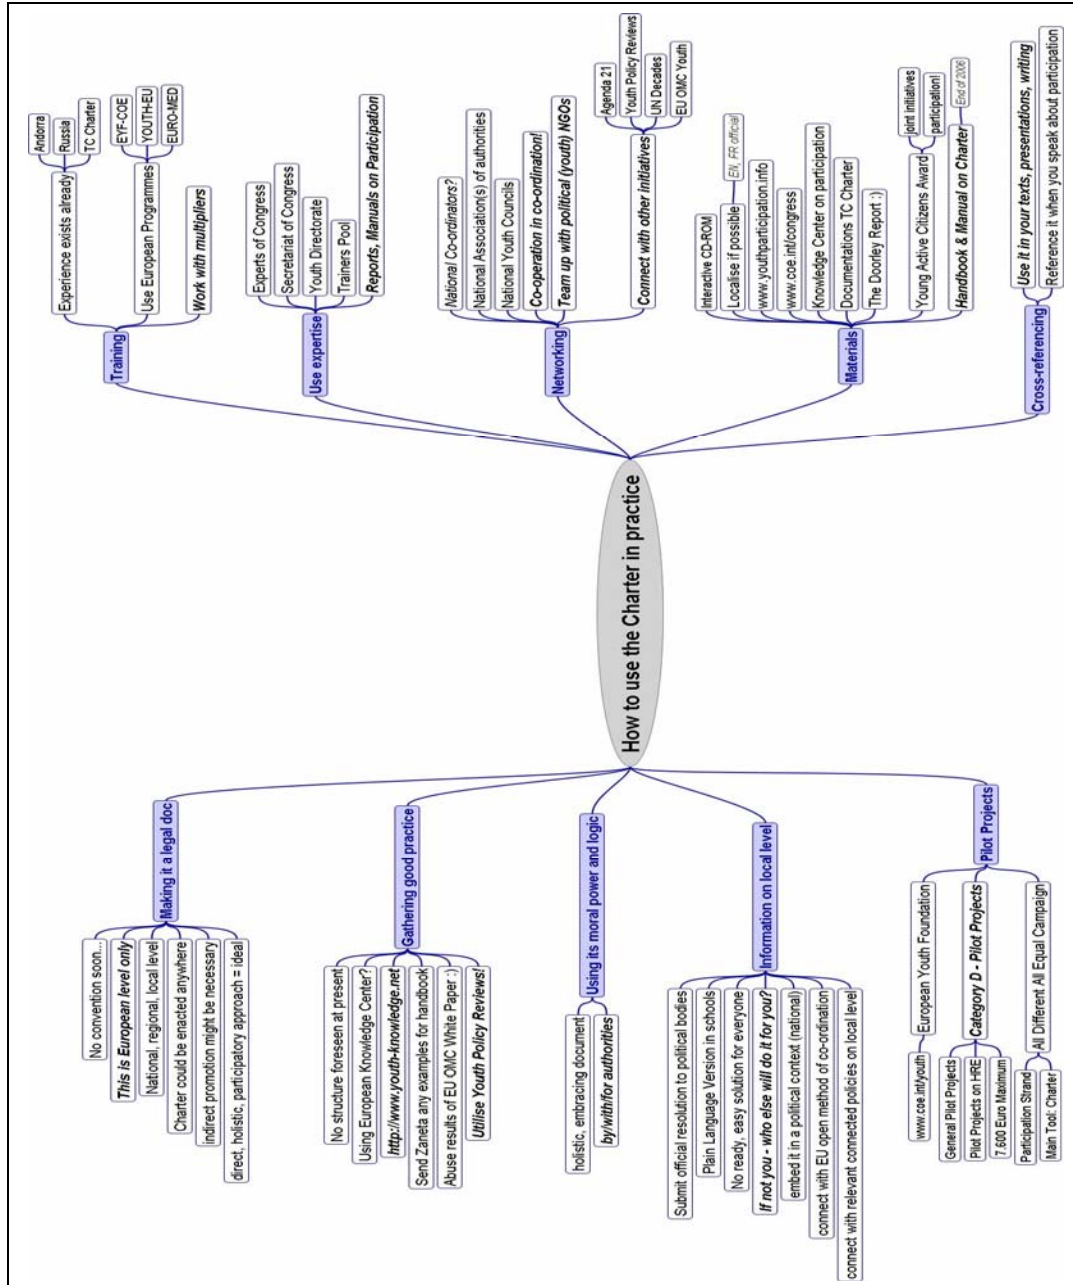 How to use the Charter in practice
Training
Experience exists already
Andorra
Russia
TC Charter
Use European Programmes
EYF-COE
YOUTH-EU
EURO-MED
Work with multipliers
Use expertise
Experts of Congress
Secretariat of Congress
Youth Directorate
Trainers Pool
Reports, Manuals on Participation
Networking
National Co-ordinators?
National Association(s) of authorities
National Youth Councils
Co-operation in co-ordination!
Team up with political (youth) NGOs
Connect with other initiatives
Agenda 21
Youth Policy Reviews
UN Decades
EU OMC Youth
Materials
Interactive CD-ROM
Localise if possible
EN, FR official
www.youthparticipation.info
www.coe.int/congress
Knowledge Center on participation
Documentations TC Charter
The Doorley Report :)
Young Active Citizens Award
joint initiatives
participation!
Handbook & Manual on Charter
End of 2006
Cross-referencing
Use it in your texts, presentations, writing
Reference it when you speak about participation
Making it a legal doc
No convention soon...
This is European level only
National, regional, local level
Charter could be enacted anywhere
indirect promotion might be necessary
direct, holistic, participatory approach = ideal
Gathering good practice
No structure foreseen at present
Using European Knowledge Center?
http://www.youth-knowledge.net
Send Zaneta any examples for handbook
Abuse results of EU OMC White Paper :)
Utilise Youth Policy Reviews!
Using its moral power and logic
holistic, embracing document
by/with/for authorities
Information on local level
Submit official resolution to political bodies
Plain Language Version in schools
No ready, easy solution for everyone
If not you - who else will do it for you?
embed it in a political context (national)
connect with EU open method of co-ordination
connect with relevant connected policies on local level
Pilot Projects
European Youth Foundation
www.coe.int/youth
Category D - Pilot Projects
General Pilot Projects
Pilot Projects on HRE
7.600 Euro Maximum
All Different All Equal Campaign
Participation Strand
Main Tool: Charter